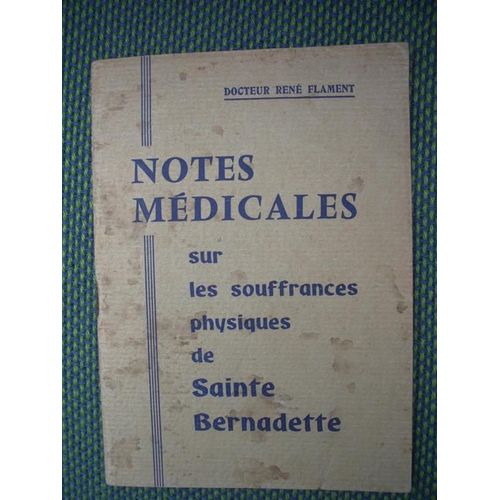 DOCTEUR RENÉ FLAMENT
NOTES
MÉDICALES
sur
les souffrances
physiques
de
Sainte
Bernadette